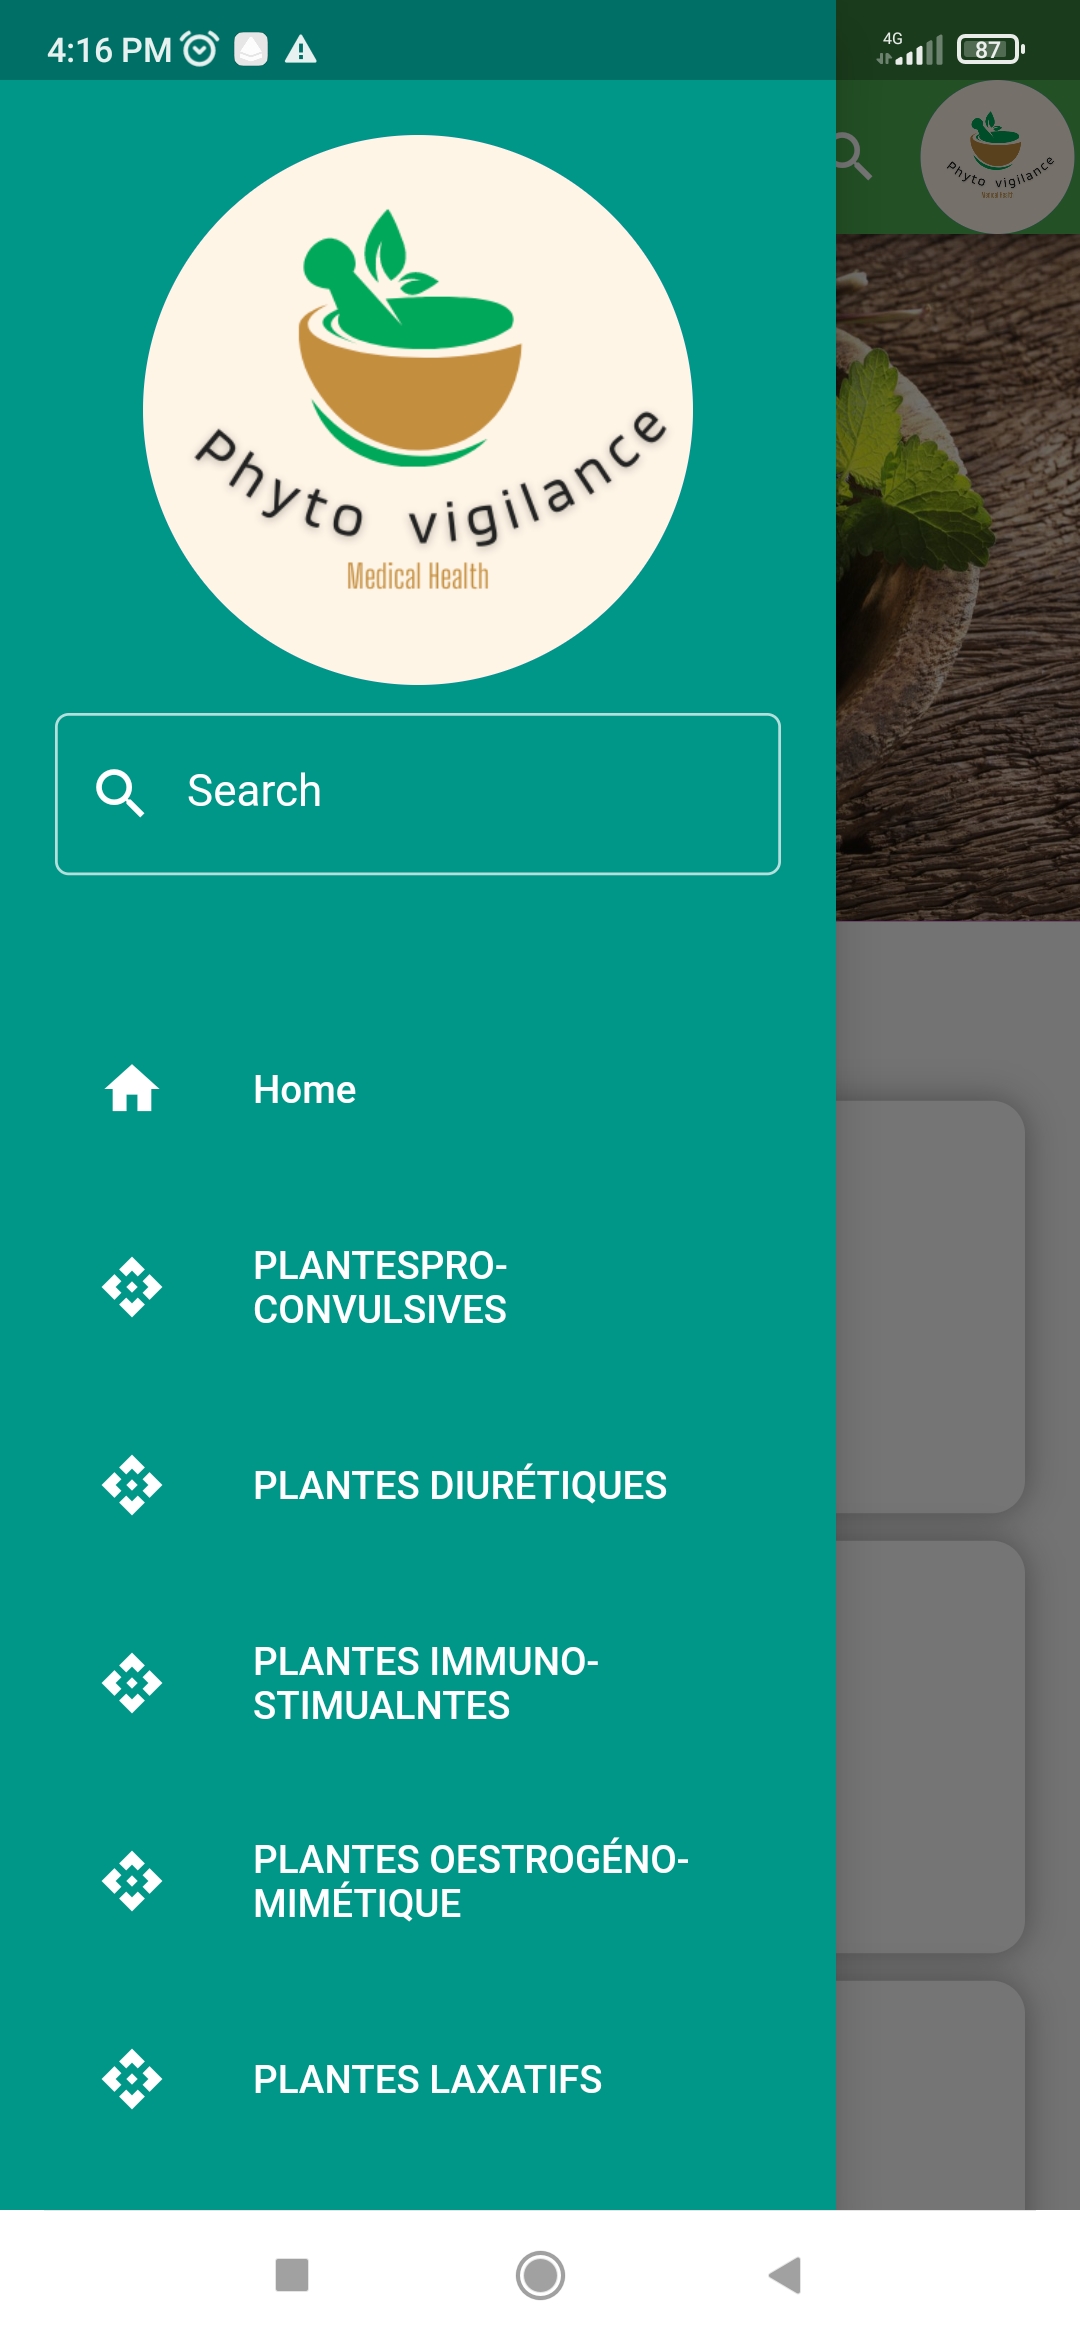 4:16 PM
4G
87
Phyto vigilance
Medical Health
Phyto vigilance
Search
Home
PLANTESPRO-
CONVULSIVES
PLANTES DIURÉTIQUES
PLANTES IMMUNO-
STIMUALNTES
PLANTES OESTROGÉNO-
MIMÉTIQUE
PLANTES LAXATIFS